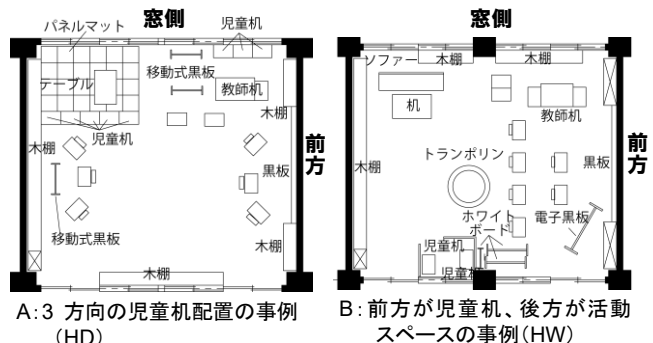 窓側
パネルマット
児童机
移動式黒板
テーブル
教師机
児童机
木棚
木棚
黒板
前方
移動式黒板
木棚
木棚
A:3 方向の児童机配置の事例
(HD)
窓側
ソファー
木棚
木棚
机
教師机
トランポリン
前方
木棚
黒板
ホワイト
ボード
電子黒板
児童机
児童机
B:前方が児童机、後方が活動
スペースの事例(HW)